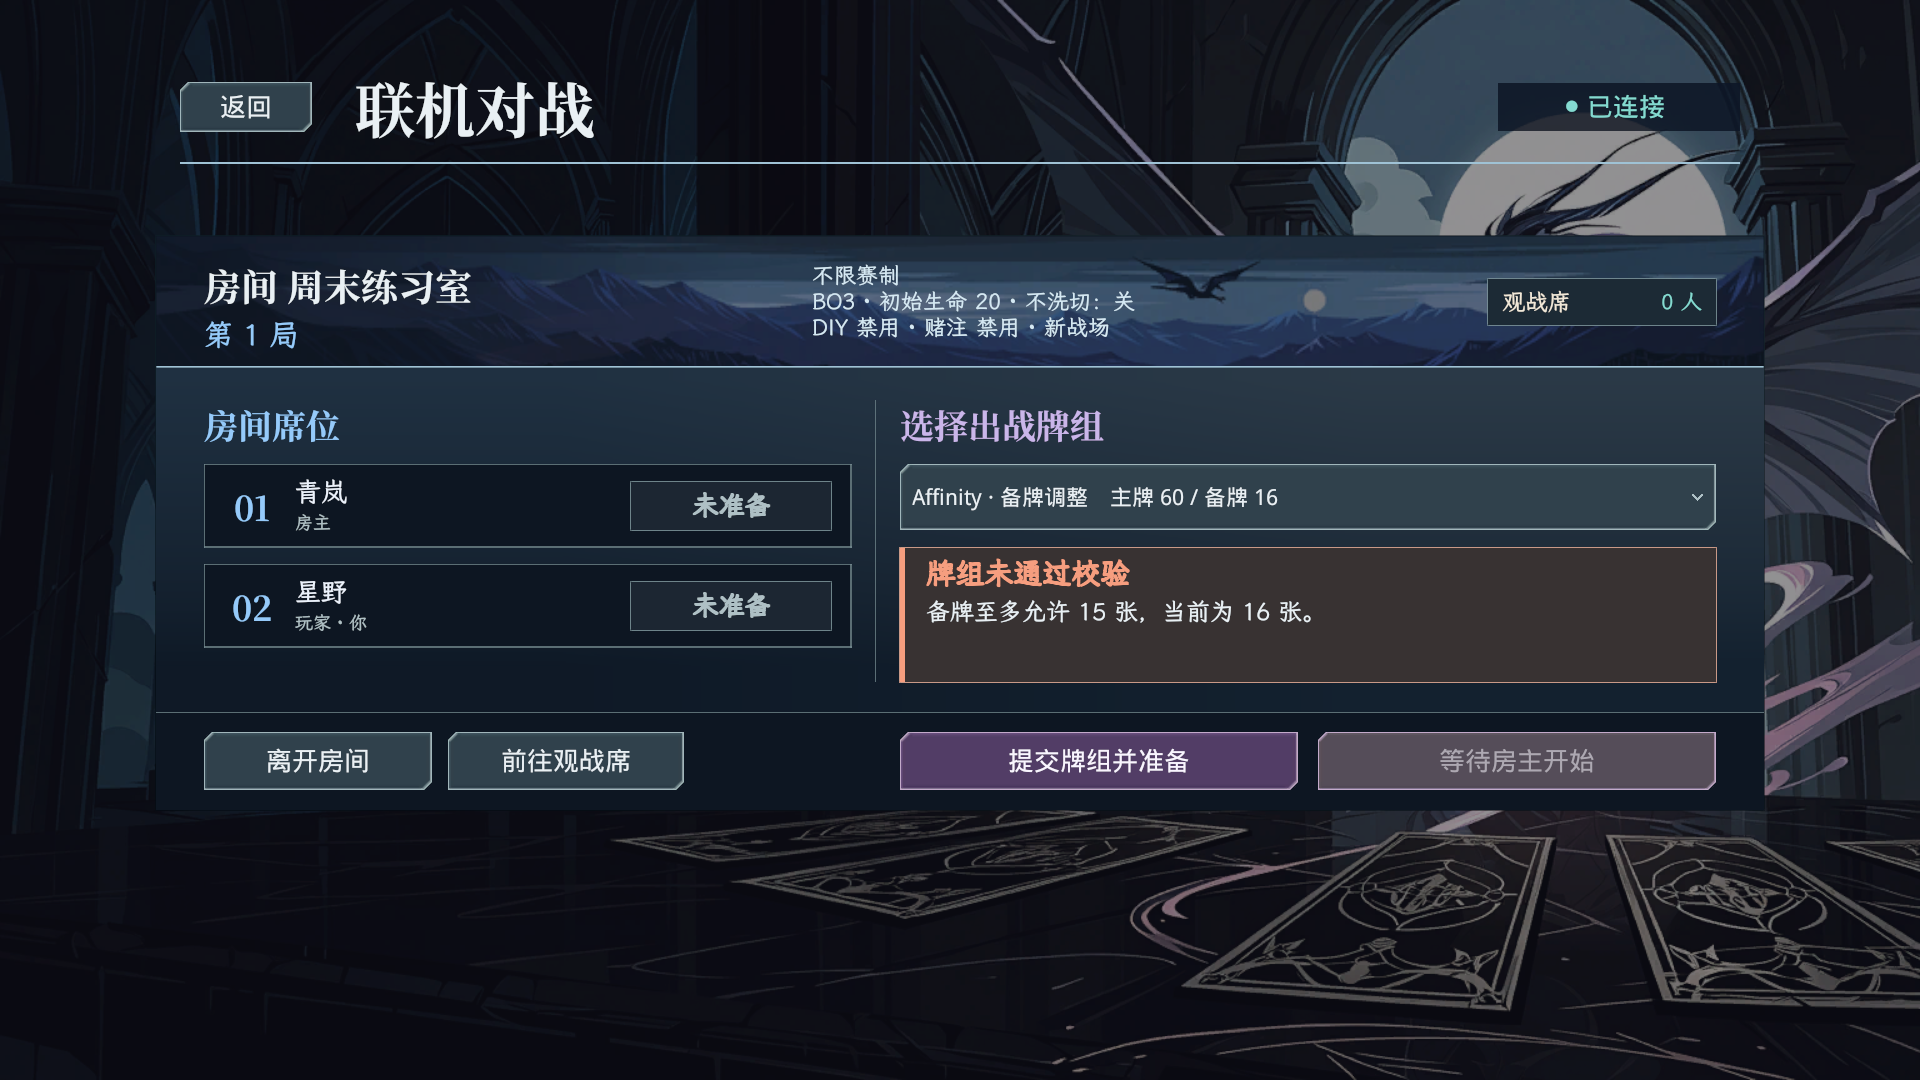 返回
联机对战
已连接
房间 周末练习室
第 1 局
不限赛制
BO3・初始生命 20・不洗切：关
DIY 禁用・赌注 禁用・新战场
观战席 0 人
房间席位
01
青岚
房主
未准备
02
星野
玩家・你
未准备
选择出战牌组
Affinity · 备牌调整 主牌 60 / 备牌 16
牌组未通过校验
备牌至多允许 15 张，当前为 16 张。
离开房间
前往观战席
提交牌组并准备
等待房主开始